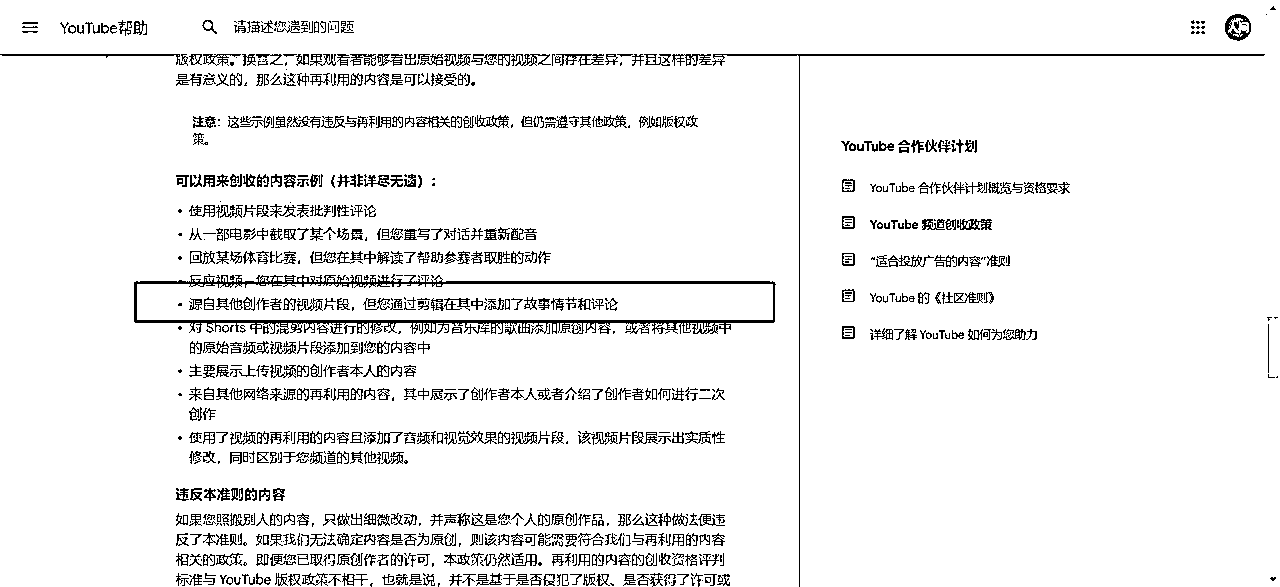 YouTube帮助
请描述您遇到的问题
版权政策。换言之，如果观看者能够看出原始视频与您的视频之间存在差异，并且这样的差异
是有意义的，那么这种再利用的内容是可以接受的。
注意：这些示例虽然没有违反与再利用的内容相关的创收政策，但仍需遵守其他政策，例如版权政
策。
可以用来创收的内容示例（并非详尽无遗）：
• 使用视频片段来发表批判性评论
• 从一部电影中截取了某个场景，但您重写了对话并重新配音
• 回放某场体育比赛，但您在其中解读了帮助参赛者取胜的动作
• 反应视频，您在其中对原始视频进行了评论
• 源自其他创作者的视频片段，但您通过剪辑在其中添加了故事情节和评论
• 对 Shorts 中的混剪内容进行的修改，例如为音乐库的歌曲添加原创内容，或者将其他视频中
的原始音频或视频片段添加到您的内容中
• 主要展示上传视频的创作者本人的内容
• 来自其他网络来源的再利用的内容，其中展示了创作者本人或者介绍了创作者如何进行二次
创作
• 使用了视频的再利用的内容且添加了音频和视觉效果的视频片段，该视频片段展示出实质性
修改，同时区别于您频道的其他视频。
违反本准则的内容
如果您照搬别人的内容，只做出细微改动，并声称这是您个人的原创作品，那么这种做法便违
反了本准则。如果我们无法确定内容是否为原创，则该内容可能需要符合我们与再利用的内容
相关的政策。即便您已取得原创作者的许可，本政策仍然适用。再利用的内容的创收资格评判
标准与 YouTube 版权政策不相干，也就是说，并不是基于是否侵犯了版权、是否获得了许可或
YouTube 合作伙伴计划
YouTube 合作伙伴计划概览与资格要求
YouTube 频道创收政策
“适合投放广告的内容”准则
YouTube 的《社区准则》
详细了解 YouTube 如何为您助力